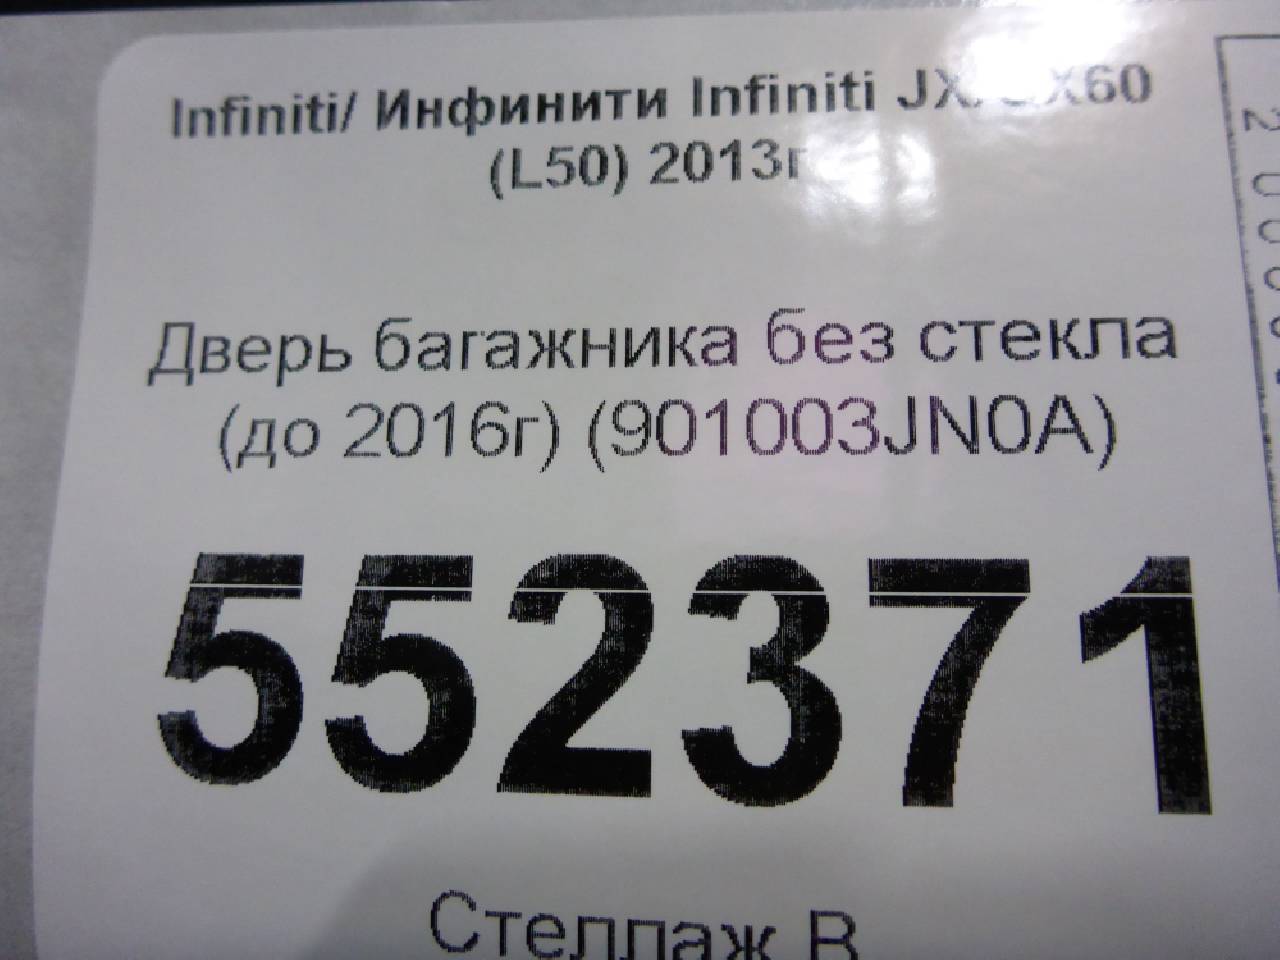 Infiniti/ Инфинити Infiniti JX/QX60
(L50) 2013г
Дверь багажника без стекла
(до 2016г) (901003JN0A)
552371
Стеллаж В